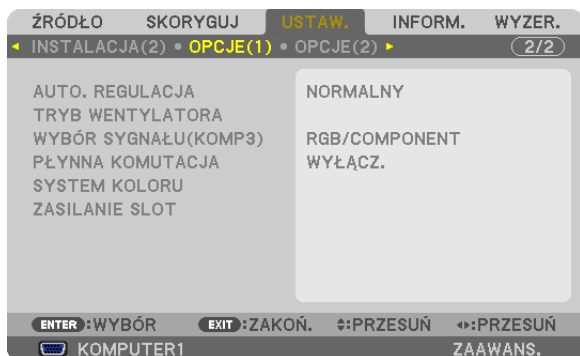 ŹRÓDŁO SKORYGUJ USTAW. INFORM. WYZER.
INSTALACJA(2) • OPCJE(1) • OPCJE(2) 2/2
AUTO. REGULACJA NORMALNY
TRYB WENTYLATORA
WYBÓR SYGNAŁU(KOMP3) RGB/COMPONENT
PŁYNNA KOMUTACJA WYŁĄCZ.
SYSTEM KOLORU
ZASILANIE SLOT
ENTER :WYBÓR EXIT :ZAKOŃ. :PRZESUŃ :PRZESUŃ
KOMPUTER1 ZAAWANS.